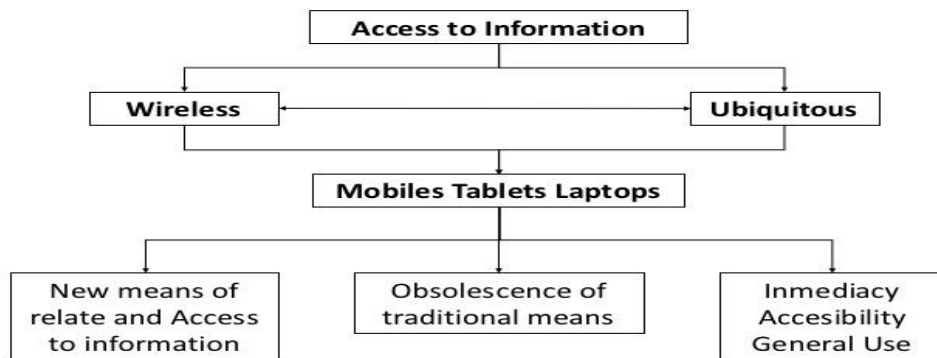 Access to Information
Wireless
Ubiquitous
Mobiles Tablets Laptops
New means of
relate and Access
to information
Obsolescence of
traditional means
Inmediacy
Accesibility
General Use